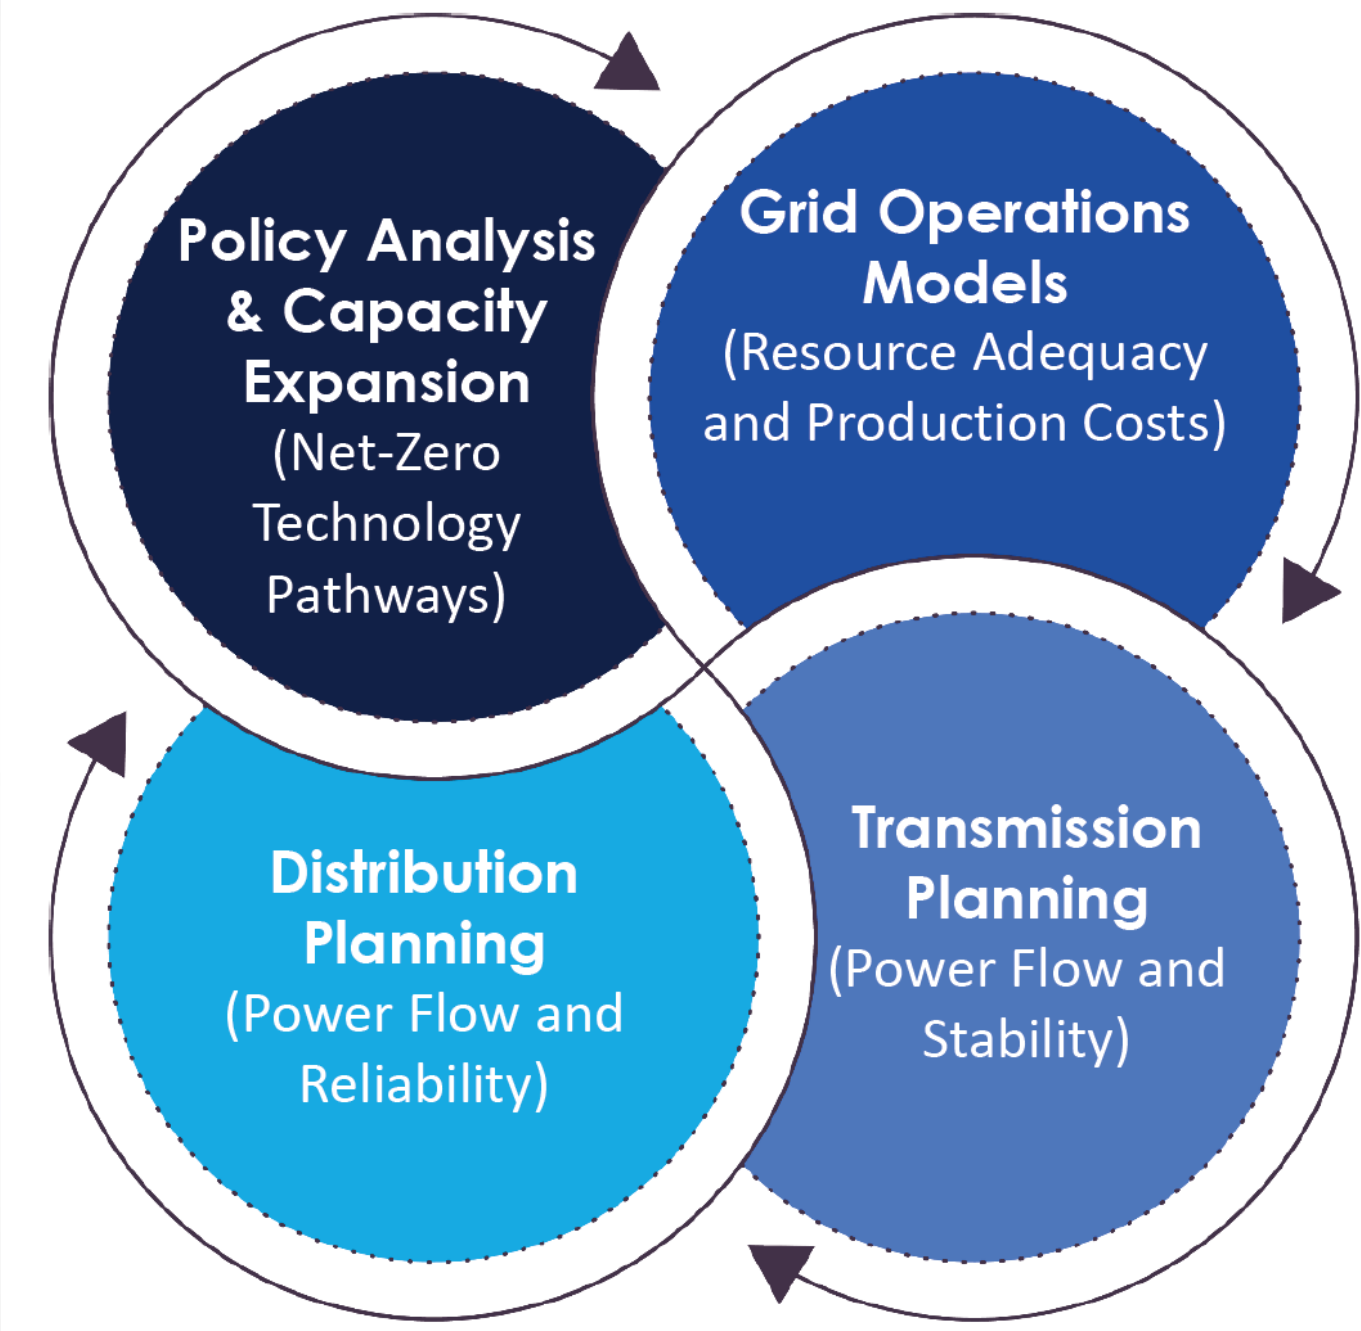 Policy Analysis
& Capacity
Expansion
(Net-Zero
Technology
Pathways)
Grid Operations
Models
(Resource Adequacy
and Production Costs)
Distribution
Planning
(Power Flow and
Reliability)
Transmission
Planning
(Power Flow and
Stability)